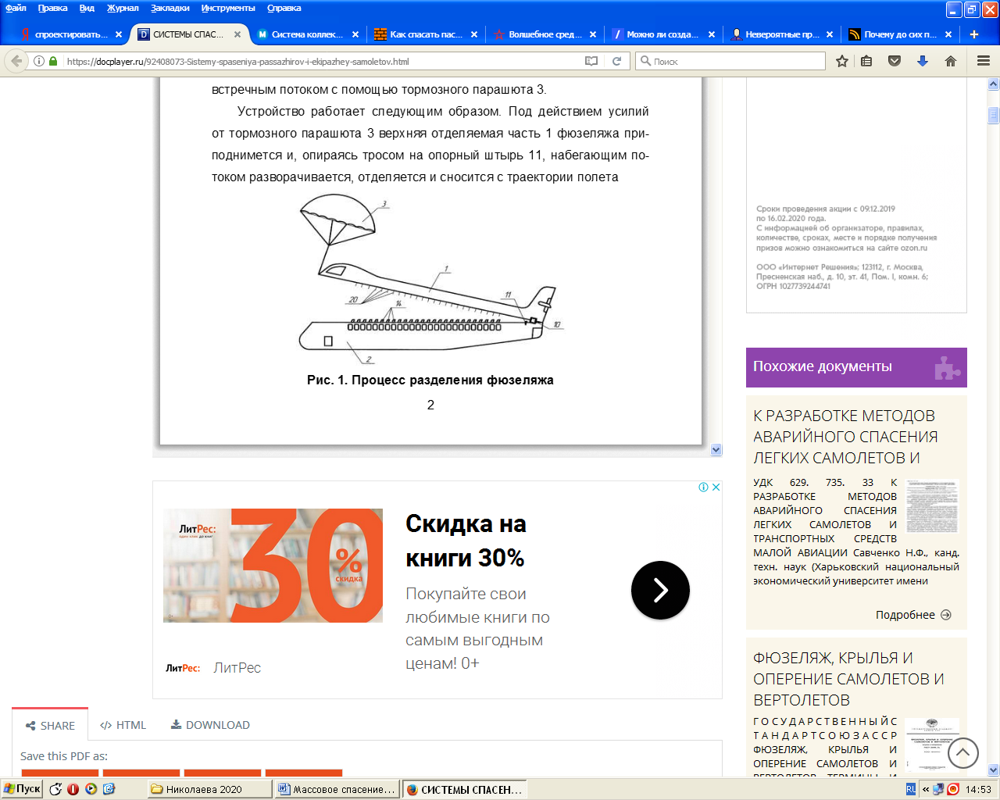 Файл Правка Вид Журнал Закладки Инструменты Справка
спроектировать...
СИСТЕМЫ СПАС...
Система коллек...
Как спасать пас...
Волшебное сред...
Можно ли созда...
Невероятные пр...
Почему до сих п...
https://docplayer.ru/92408073-Sistemy-spaseniya-passazhirov-i-ekipazhey-samoletov.html
Поиск
встречным потоком с помощью тормозного парашюта 3.
Устройство работает следующим образом. Под действием усилий
от тормозного парашюта 3 верхняя отделяемая часть 1 фюзеляжа при-
поднимется и, опираясь тросом на опорный штырь 11, набегающим по-
током разворачивается, отделяется и сносится с траектории полета
3
1
11
20
14
10
2
Рис. 1. Процесс разделения фюзеляжа
2
Сроки проведения акции с 09.12.2019
по 16.02.2020 года.
С информацией об организаторе, правилах,
количестве, сроках, месте и порядке получения
призов можно ознакомиться на сайте ozon.ru
ООО «Интернет Решения»; 123112, г. Москва,
Пресненская наб., д. 10, эт. 41, Пом. I, комн. 6;
ОГРН 1027739244741
Похожие документы
К РАЗРАБОТКЕ МЕТОДОВ
АВАРИЙНОГО СПАСЕНИЯ
ЛЕГКИХ САМОЛЕТОВ И
УДК 629. 735. 33 К
РАЗРАБОТКЕ МЕТОДОВ
АВАРИЙНОГО СПАСЕНИЯ
ЛЕГКИХ САМОЛЕТОВ И
ТРАНСПОРТНЫХ СРЕДСТВ
МАЛОЙ АВИАЦИИ Савченко Н.Ф., канд.
техн. наук (Харьковский национальный
экономический университет имени
Подробнее
ФЮЗЕЛЯЖ, КРЫЛЬЯ И
ОПЕРЕНИЕ САМОЛЕТОВ И
ВЕРТОЛЕТОВ
Г О С У Д А Р С Т В Е Н Н Ы Й С
Т А Н Д А Р Т С О Ю З А С С Р
ФЮЗЕЛЯЖ, КРЫЛЬЯ И
ОПЕРЕНИЕ САМОЛЕТОВ И
ВЕРТОЛЕТОВ ТЕРМИНЫ И
ЛитРес:
один клик до книг
30%
скидка
Скидка на
книги 30%
Покупайте свои
любимые книги по
самым выгодным
ценам! 0+
ЛитРес: ЛитРес
SHARE HTML DOWNLOAD
Save this PDF as:
Пуск
Николаева 2020
Массовое спасение...
СИСТЕМЫ СПАСЕН...
RU
14:53